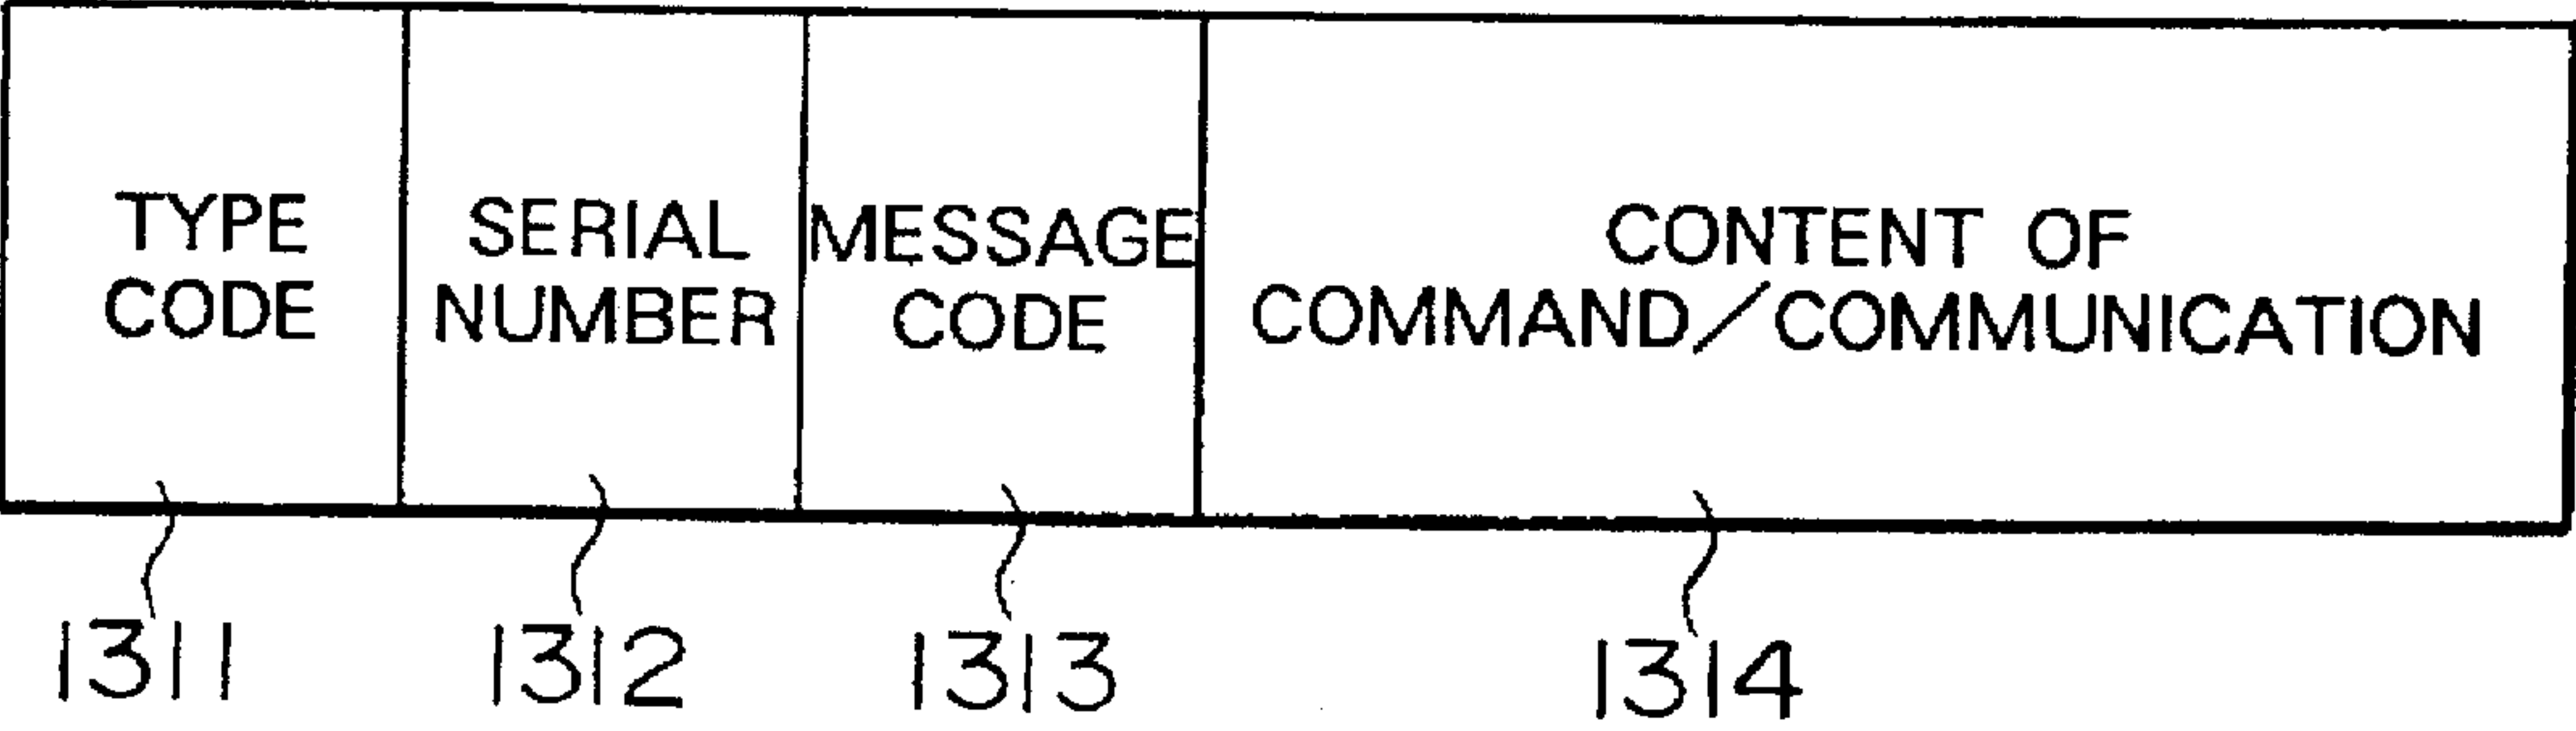 TYPE
CODE
SERIAL
NUMBER
MESSAGE
CODE
CONTENT OF
COMMAND/COMMUNICATION
1311
1312
1313
1314